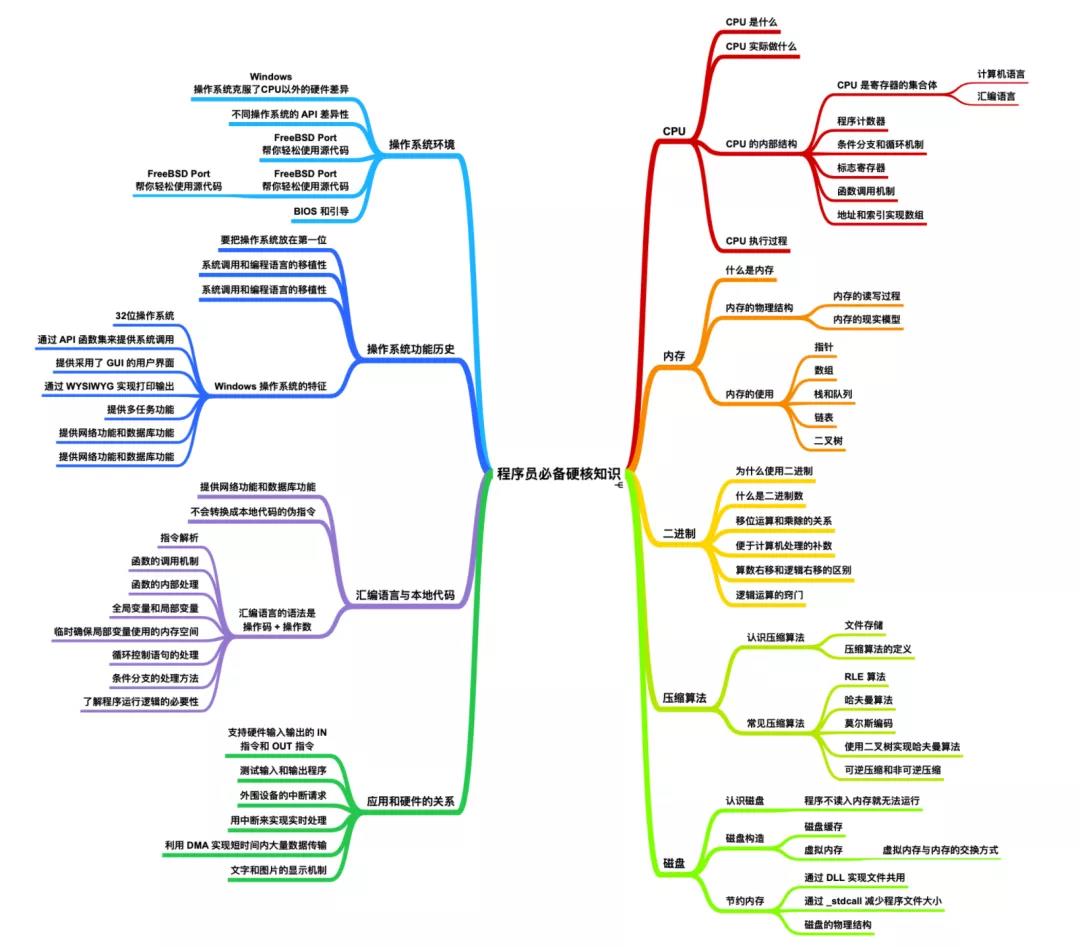 程序员必备硬核知识
CPU
CPU 是什么
CPU 实际做什么
CPU 的内部结构
CPU 是寄存器的集合体
计算机语言
汇编语言
程序计数器
条件分支和循环机制
标志寄存器
函数调用机制
地址和索引实现数组
CPU 执行过程
内存
什么是内存
内存的物理结构
内存的读写过程
内存的现实模型
内存的使用
指针
数组
栈和队列
链表
二叉树
二进制
为什么使用二进制
什么是二进制数
移位运算和乘除的关系
便于计算机处理的补数
算数右移和逻辑右移的区别
逻辑运算的窍门
压缩算法
认识压缩算法
文件存储
压缩算法的定义
常见压缩算法
RLE 算法
哈夫曼算法
莫尔斯编码
使用二叉树实现哈夫曼算法
可逆压缩和非可逆压缩
磁盘
认识磁盘
程序不读入内存就无法运行
磁盘构造
磁盘缓存
虚拟内存
虚拟内存与内存的交换方式
节约内存
通过 DLL 实现文件共用
通过 _stdcall 减少程序文件大小
磁盘的物理结构
操作系统环境
Windows
操作系统克服了CPU以外的硬件差异
不同操作系统的 API 差异性
FreeBSD Port
帮你轻松使用源代码
FreeBSD Port
帮你轻松使用源代码
FreeBSD Port
帮你轻松使用源代码
BIOS 和引导
操作系统功能历史
要把操作系统放在第一位
系统调用和编程语言的移植性
系统调用和编程语言的移植性
Windows 操作系统的特征
32位操作系统
通过 API 函数集来提供系统调用
提供采用了 GUI 的用户界面
通过 WYSIWYG 实现打印输出
提供多任务功能
提供网络功能和数据库功能
提供网络功能和数据库功能
汇编语言与本地代码
提供网络功能和数据库功能
不会转换成本地代码的伪指令
汇编语言的语法是
操作码 + 操作数
指令解析
函数的调用机制
函数的内部处理
全局变量和局部变量
临时确保局部变量使用的内存空间
循环控制语句的处理
条件分支的处理方法
了解程序运行逻辑的必要性
应用和硬件的关系
支持硬件输入输出的 IN
指令和 OUT 指令
测试输入和输出程序
外围设备的中断请求
用中断来实现实时处理
利用 DMA 实现短时间内大量数据传输
文字和图片的显示机制